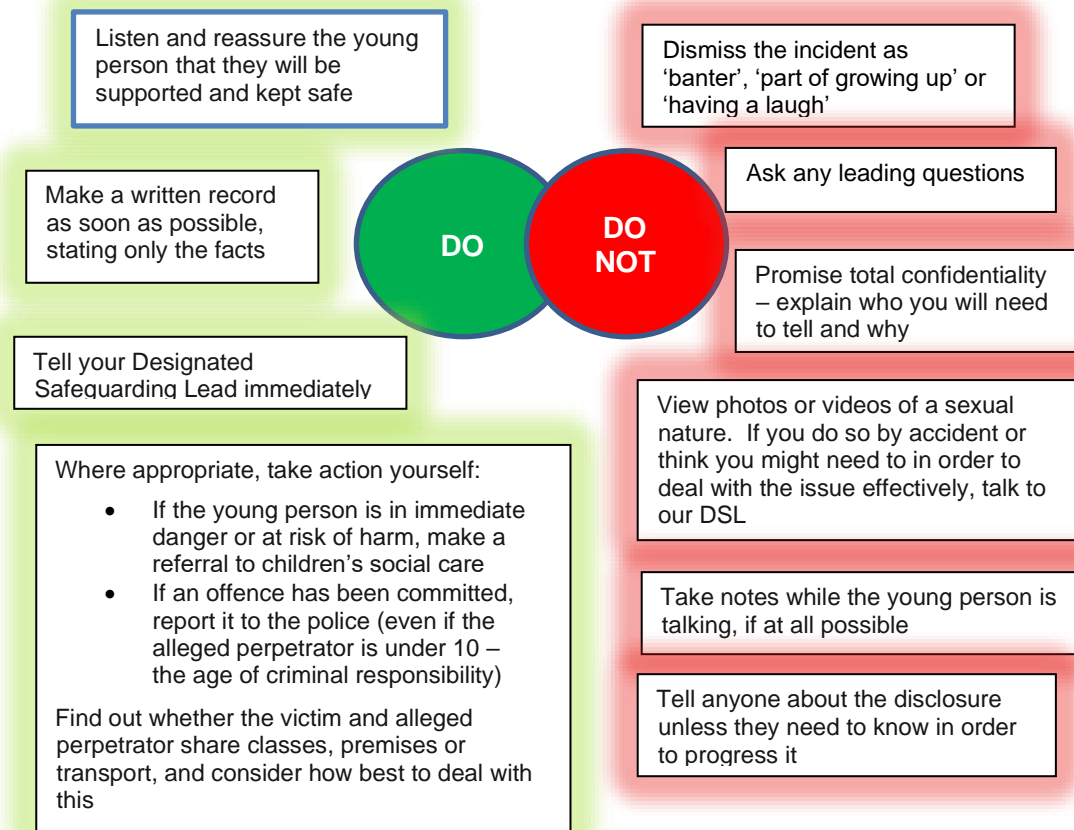 Listen and reassure the young
person that they will be
supported and kept safe
Make a written record
as soon as possible,
stating only the facts
Tell your Designated
Safeguarding Lead immediately
Where appropriate, take action yourself:
• If the young person is in immediate
danger or at risk of harm, make a
referral to children's social care
• If an offence has been committed,
report it to the police (even if the
alleged perpetrator is under 10 –
the age of criminal responsibility)
Find out whether the victim and alleged
perpetrator share classes, premises or
transport, and consider how best to deal with
this
DO
DO
NOT
Dismiss the incident as
‘banter’, ‘part of growing up’ or
‘having a laugh’
Ask any leading questions
Promise total confidentiality
– explain who you will need
to tell and why
View photos or videos of a sexual
nature.  If you do so by accident or
think you might need to in order to
deal with the issue effectively, talk to
our DSL
Take notes while the young person is
talking, if at all possible
Tell anyone about the disclosure
unless they need to know in order
to progress it